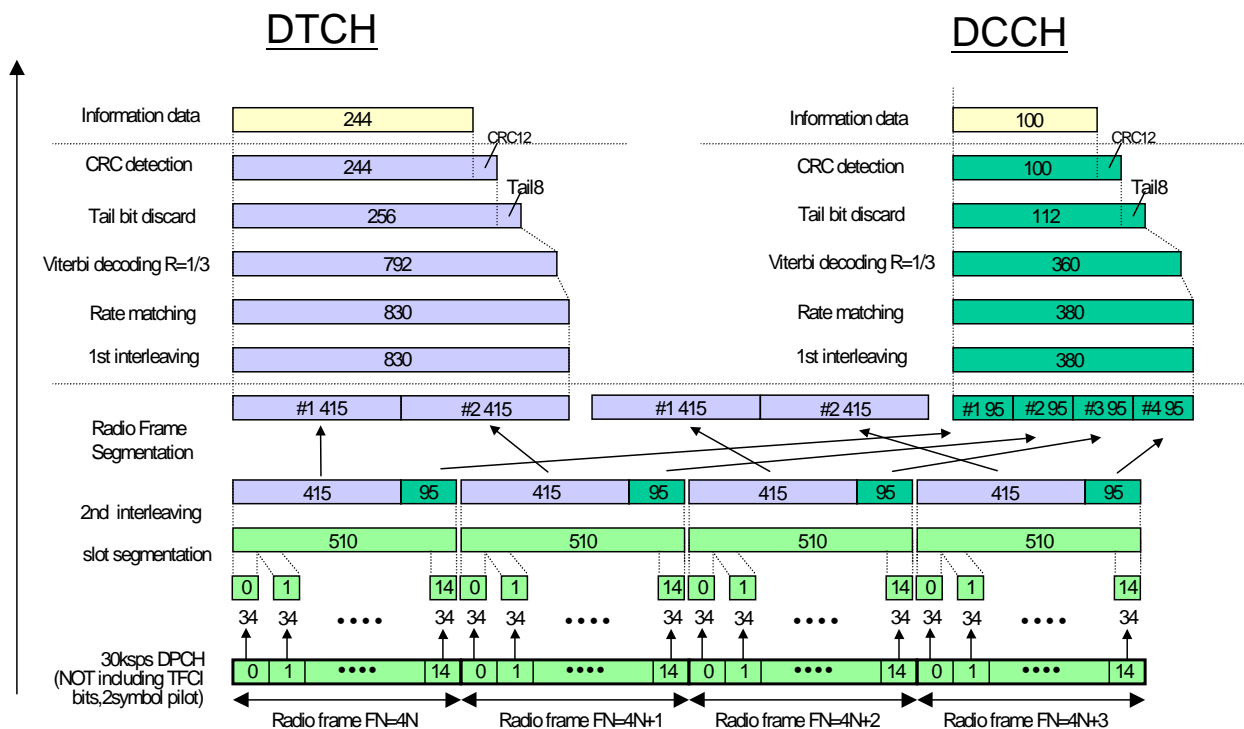 DTCH DCCH
Information data 244 Information data 100
CRC12 CRC12
CRC detection 244 CRC detection 100
Tail8 Tail8
Tail bit discard 256 Tail bit discard 112
Viterbi decoding R=1/3 792 Viterbi decoding R=1/3 360
Rate matching 830 Rate matching 380
1st interleaving 830 1st interleaving 380
#1 415 #2 415 #1 415 #2 415 #1 95 #2 95 #3 95 #4 95
Radio Frame
Segmentation
415 95 415 95 415 95 415 95
2nd interleaving
510 510 510 510
slot segmentation
0 1 14 0 1 14 0 1 14 0 1 14
34 34 •••• 34 34 34 •••• 34 34 34 •••• 34 34 34 •••• 34
30ksps DPCH
(NOT including TFCI
bits,2symbol pilot)
0 1 •••• 14 0 1 •••• 14 0 1 •••• 14 0 1 •••• 14
Radio frame FN=4N Radio frame FN=4N+1 Radio frame FN=4N+2 Radio frame FN=4N+3